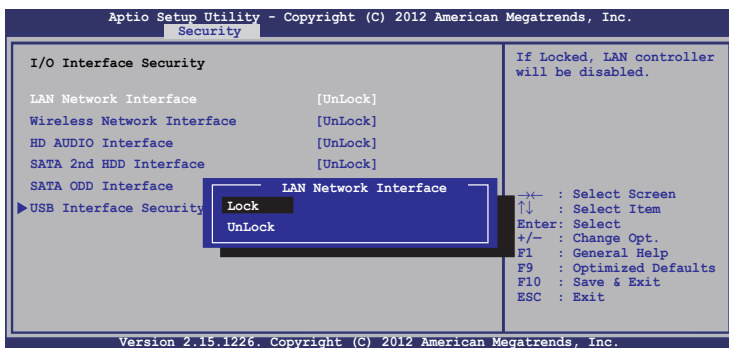 Aptio Setup Utility - Copyright (C) 2012 American Megatrends, Inc.
Security
I/O Interface Security
LAN Network Interface [UnLock]
Wireless Network Interface [UnLock]
HD AUDIO Interface [UnLock]
SATA 2nd HDD Interface [UnLock]
SATA ODD Interface
USB Interface Security
LAN Network Interface
Lock
UnLock
If Locked, LAN controller
will be disabled.
→← : Select Screen
↑↓ : Select Item
Enter: Select
+/— : Change Opt.
F1 : General Help
F9 : Optimized Defaults
F10 : Save & Exit
ESC : Exit
Version 2.15.1226. Copyright (C) 2012 American Megatrends, Inc.